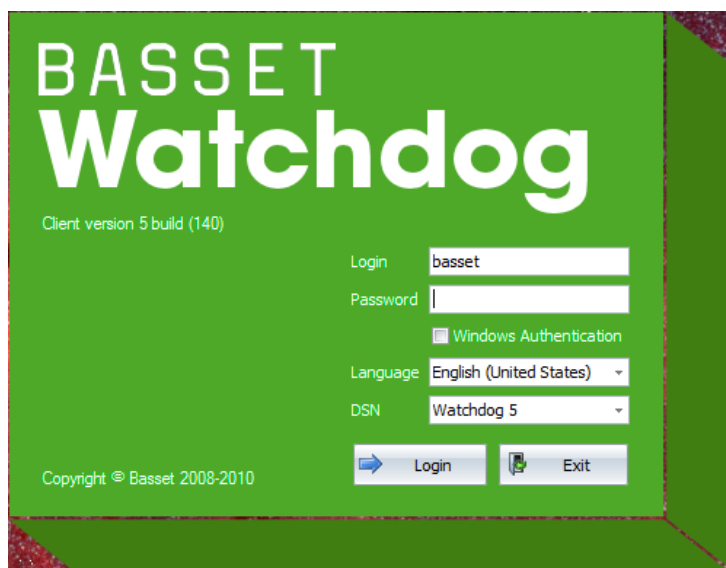 BASSET
Watchdog
Client version 5 build (140)
Login basset
Password
Windows Authentication
Language English (United States)
DSN Watchdog 5
Login Exit
Copyright © Basset 2008-2010